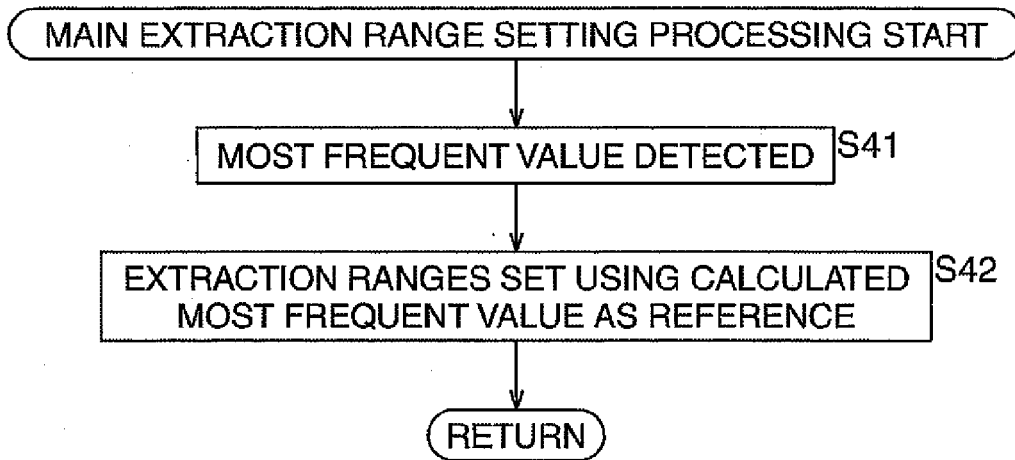 MAIN EXTRACTION RANGE SETTING PROCESSING START
MOST FREQUENT VALUE DETECTED
S41
EXTRACTION RANGES SET USING CALCULATED
MOST FREQUENT VALUE AS REFERENCE
S42
RETURN